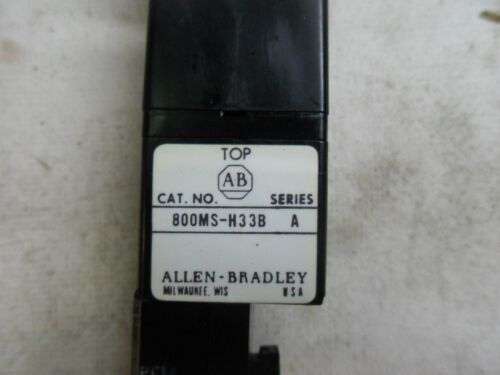 TOP
AB
CAT. NO. SERIES
800MS-H33B A
ALLEN-BRADLEY
MILWAUKEE, WIS USA